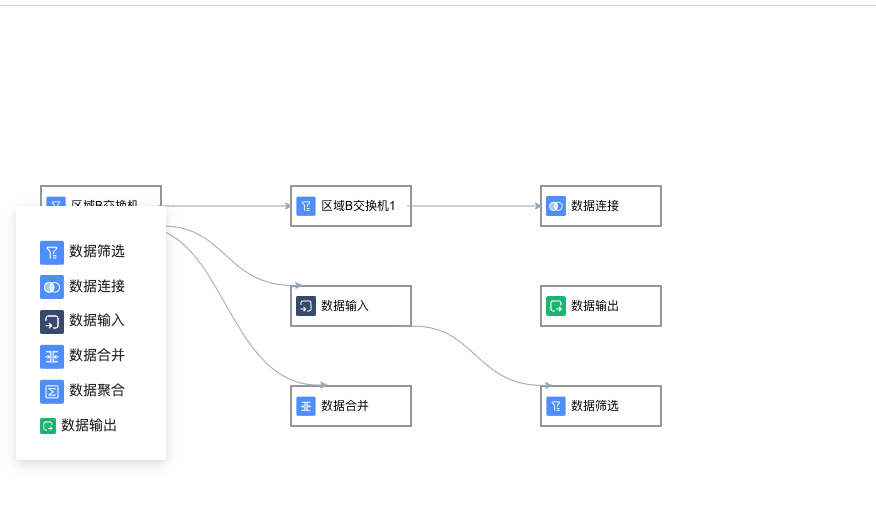 区域B交换机
区域B交换机1
数据连接
数据筛选
数据连接
数据输入
数据合并
数据聚合
数据输出
数据输入
数据输出
数据合并
数据筛选